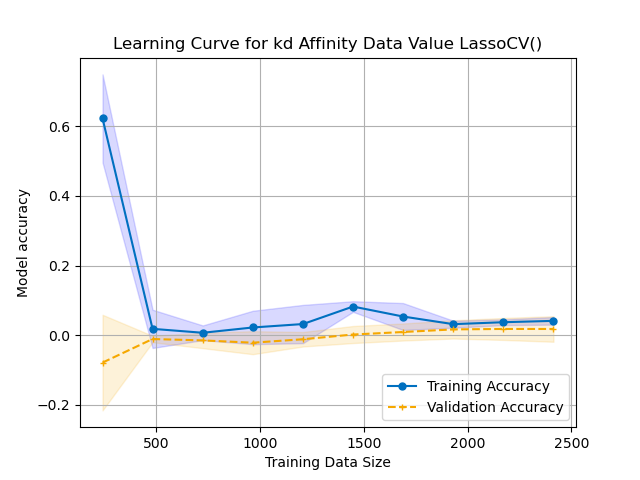 Learning Curve for kd Affinity Data Value LassoCV()
Model accuracy
0.6
0.4
0.2
0.0
−0.2
Training Accuracy
Validation Accuracy
500 1000 1500 2000 2500
Training Data Size